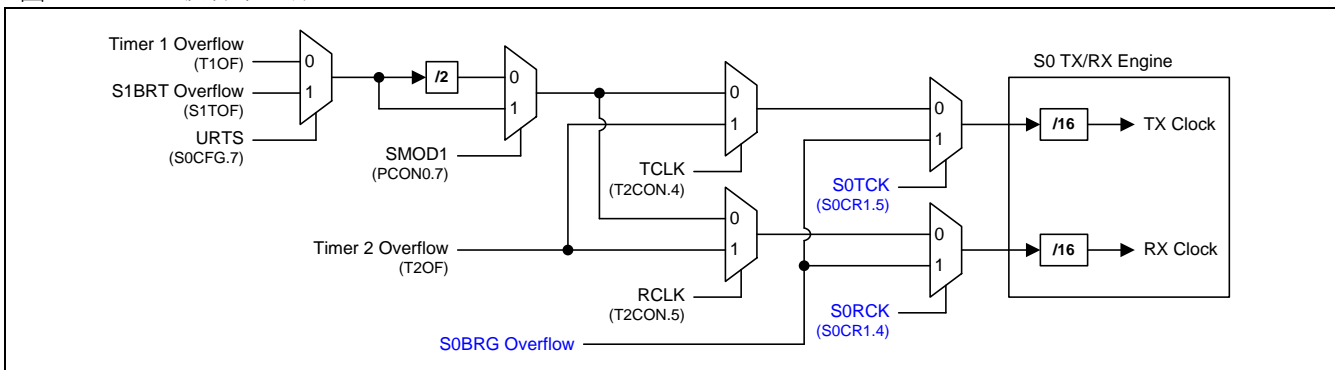 Timer 1 Overflow
(T1OF)
S1BRT Overflow
(S1TOF)
URTS
(S0CFG.7)
0
1
/2
0
1
SMOD1
(PCON0.7)
0
1
TCLK
(T2CON.4)
0
1
S0TCK
(S0CR1.5)
S0 TX/RX Engine
/16
TX Clock
Timer 2 Overflow
(T2OF)
0
1
RCLK
(T2CON.5)
0
1
S0RCK
(S0CR1.4)
/16
RX Clock
S0BRG Overflow